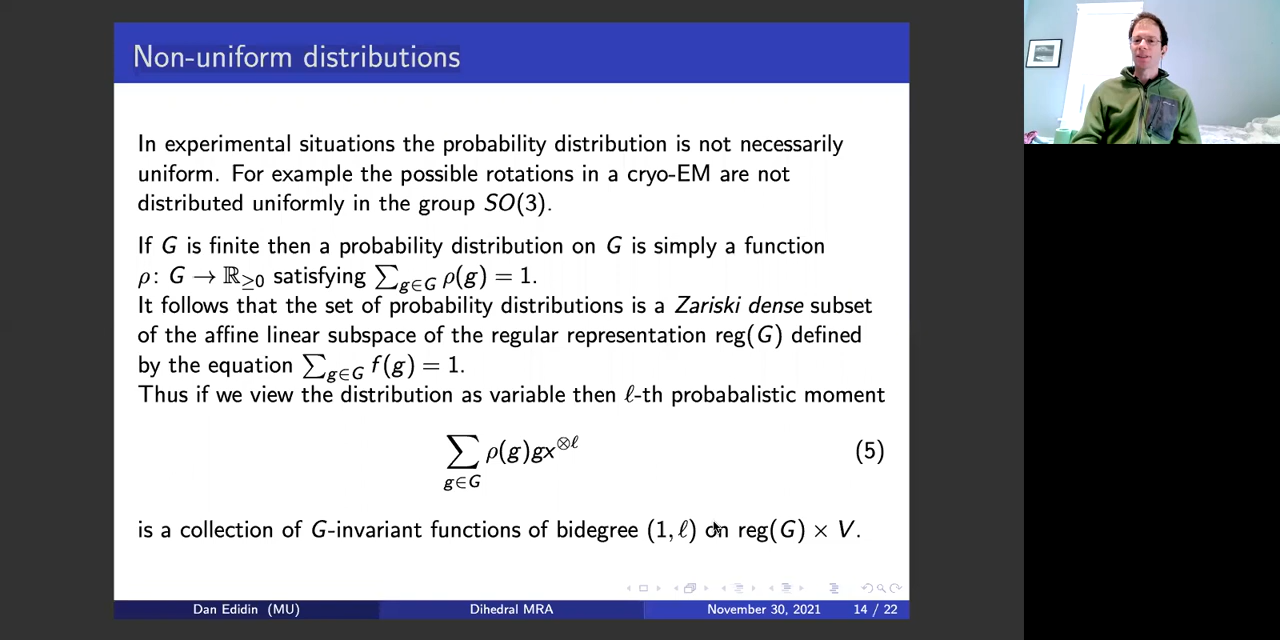 Non-uniform distributions
In experimental situations the probability distribution is not necessarily
uniform. For example the possible rotations in a cryo-EM are not
distributed uniformly in the group SO(3).
If G is finite then a probability distribution on G is simply a function
ρ: G → ℝ≥0 satisfying ∑g∈G ρ(g) = 1.
It follows that the set of probability distributions is a Zariski dense subset
of the affine linear subspace of the regular representation reg(G) defined
by the equation ∑g∈G f(g) = 1.
Thus if we view the distribution as variable then ℓ-th probabalistic moment
∑g∈G ρ(g)gx⊗ℓ (5)
is a collection of G-invariant functions of bidegree (1, ℓ) on reg(G) × V.
Dan Edidin (MU) Dihedral MRA November 30, 2021 14 / 22